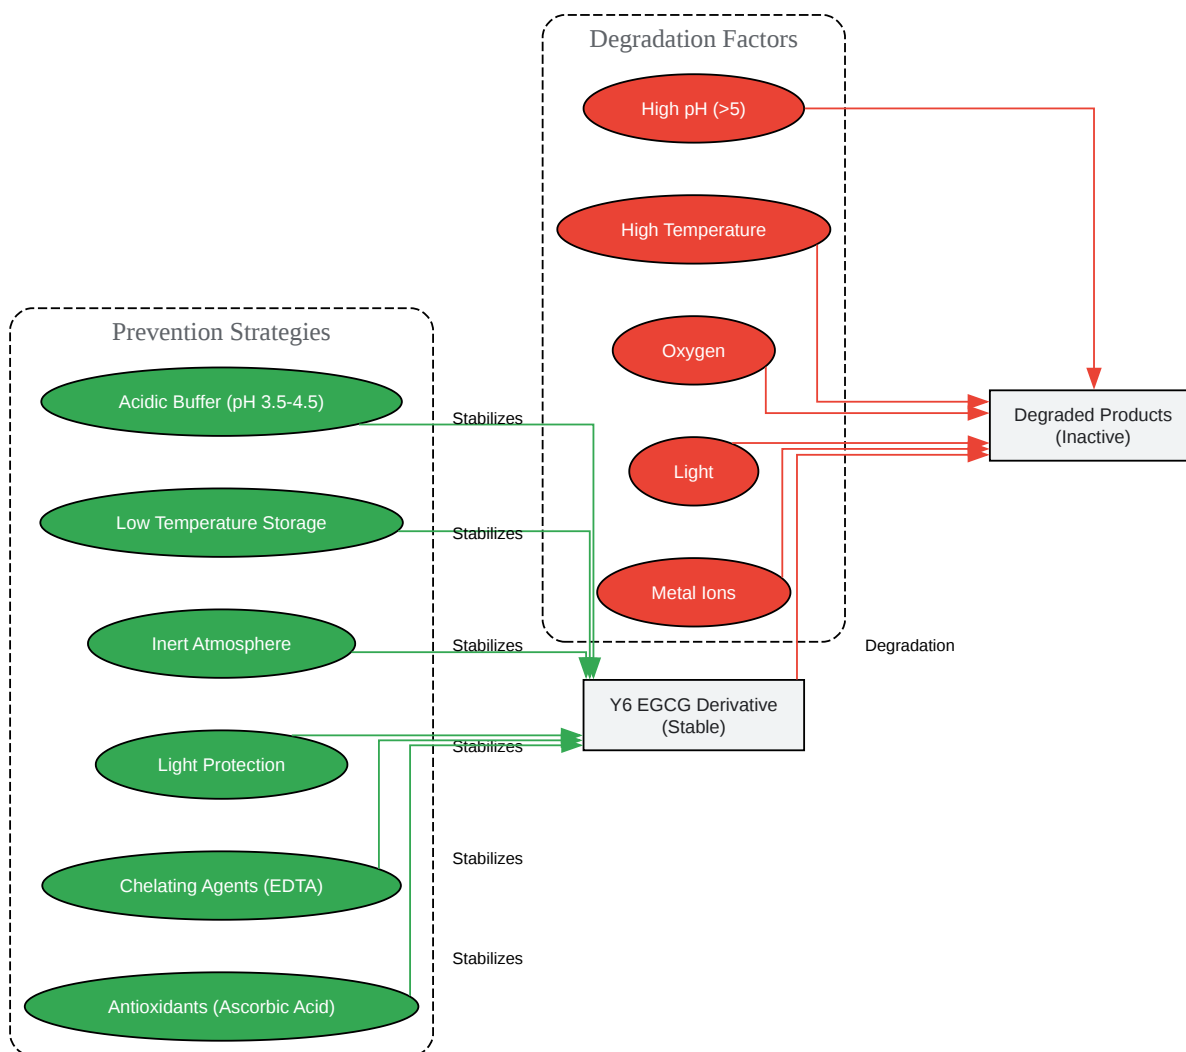 Degradation Factors
High pH (>5)
High Temperature
Oxygen
Light
Metal Ions
Prevention Strategies
Acidic Buffer (pH 3.5-4.5)
Low Temperature Storage
Inert Atmosphere
Light Protection
Chelating Agents (EDTA)
Antioxidants (Ascorbic Acid)
Stabilizes
Stabilizes
Stabilizes
Stabilizes
Stabilizes
Stabilizes
Y6 EGCG Derivative
(Stable)
Degradation
Degraded Products
(Inactive)